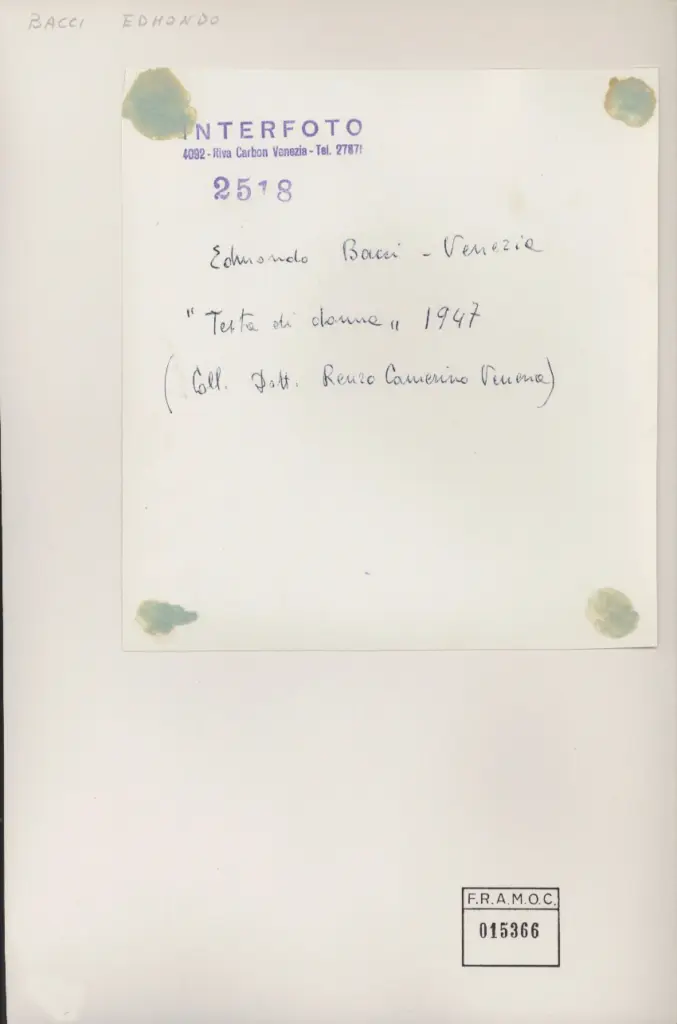 BACCI EDMONDO
INTERFOTO
4092 - Riva Carbon Venezia - Tel. 27871
2518
Edmondo Bacci - Venezia
" Testa di donna " 1947
( Coll. Dott. Renzo Camerino Venezia)
F.R.A.M.O.C.
015366